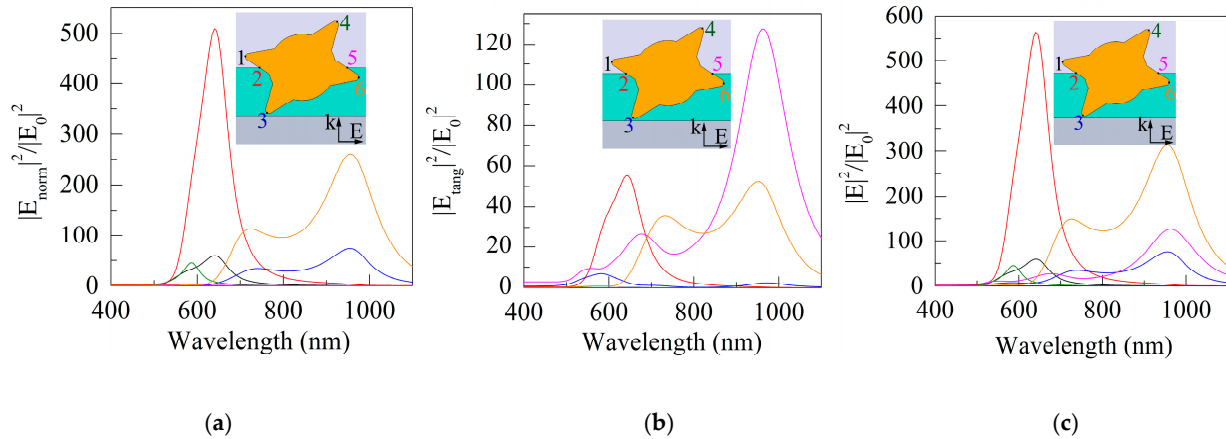 500
400
300
200
100
0
|E_norm|^2/|E_0|^2
1
2
3
4
5
6
k
E
400 600 800 1000
Wavelength (nm)
(a)
120
100
80
60
40
20
0
|E_tang|^2/|E_0|^2
1
2
3
4
5
6
k
E
400 600 800 1000
Wavelength (nm)
(b)
600
500
400
300
200
100
0
|E|^2/|E_0|^2
1
2
3
4
5
6
k
E
400 600 800 1000
Wavelength (nm)
(c)